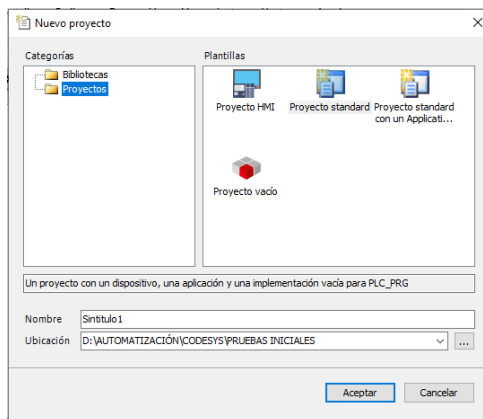 Nuevo proyecto
Categorías
Plantillas
Bibliotecas
Proyectos
Proyecto HMI
Proyecto standard
Proyecto standard
con un Applicati...
Proyecto vacío
Un proyecto con un dispositivo, una aplicación y una implementación vacía para PLC_PRG
Nombre
Sintitulo1
Ubicación
D:\AUTOMATIZACIÓN\CODESYS\PRUEBAS INICIALES
...
Aceptar
Cancelar